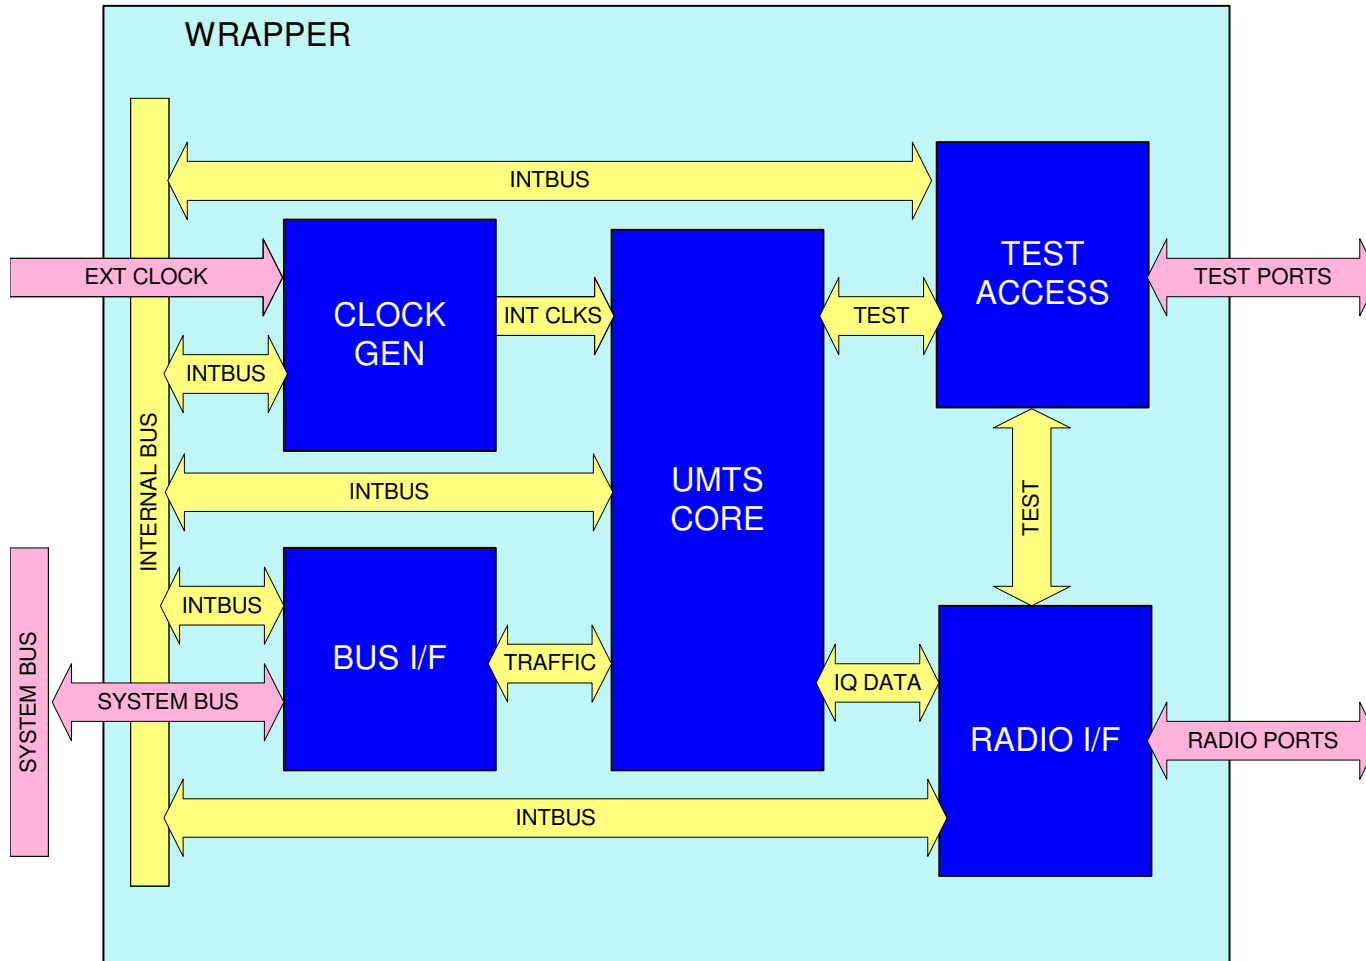 WRAPPER
INTBUS
TEST
ACCESS
EXT CLOCK
TEST PORTS
CLOCK
GEN
INT CLKS
TEST
INTBUS
INTERNAL BUS
INTBUS
UMTS
CORE
TEST
INTBUS
BUS I/F
TRAFFIC
IQ DATA
SYSTEM BUS
SYSTEM BUS
RADIO I/F
RADIO PORTS
INTBUS